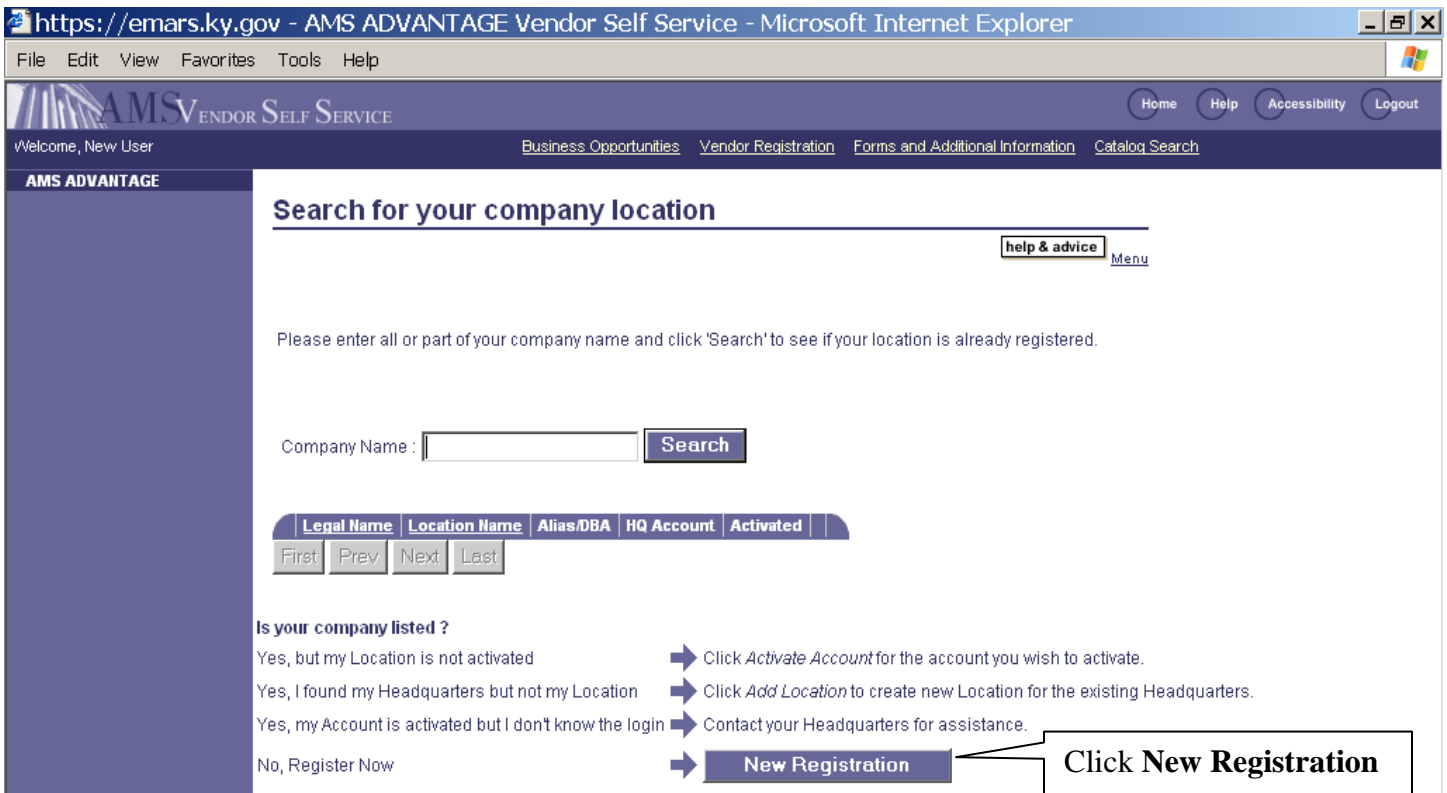 https://emars.ky.gov - AMS ADVANTAGE Vendor Self Service - Microsoft Internet Explorer
File Edit View Favorites Tools Help
AMS VENDOR SELF SERVICE Home Help Accessibility Logout
Welcome, New User Business Opportunities Vendor Registration Forms and Additional Information Catalog Search
AMS ADVANTAGE
Search for your company location
help & advice Menu
Please enter all or part of your company name and click 'Search' to see if your location is already registered.
Company Name : Search
Legal Name Location Name Alias/DBA HQ Account Activated
First Prev Next Last
Is your company listed ?
Yes, but my Location is not activated Click Activate Account for the account you wish to activate.
Yes, I found my Headquarters but not my Location Click Add Location to create new Location for the existing Headquarters.
Yes, my Account is activated but I don't know the login Contact your Headquarters for assistance.
No, Register Now New Registration Click New Registration